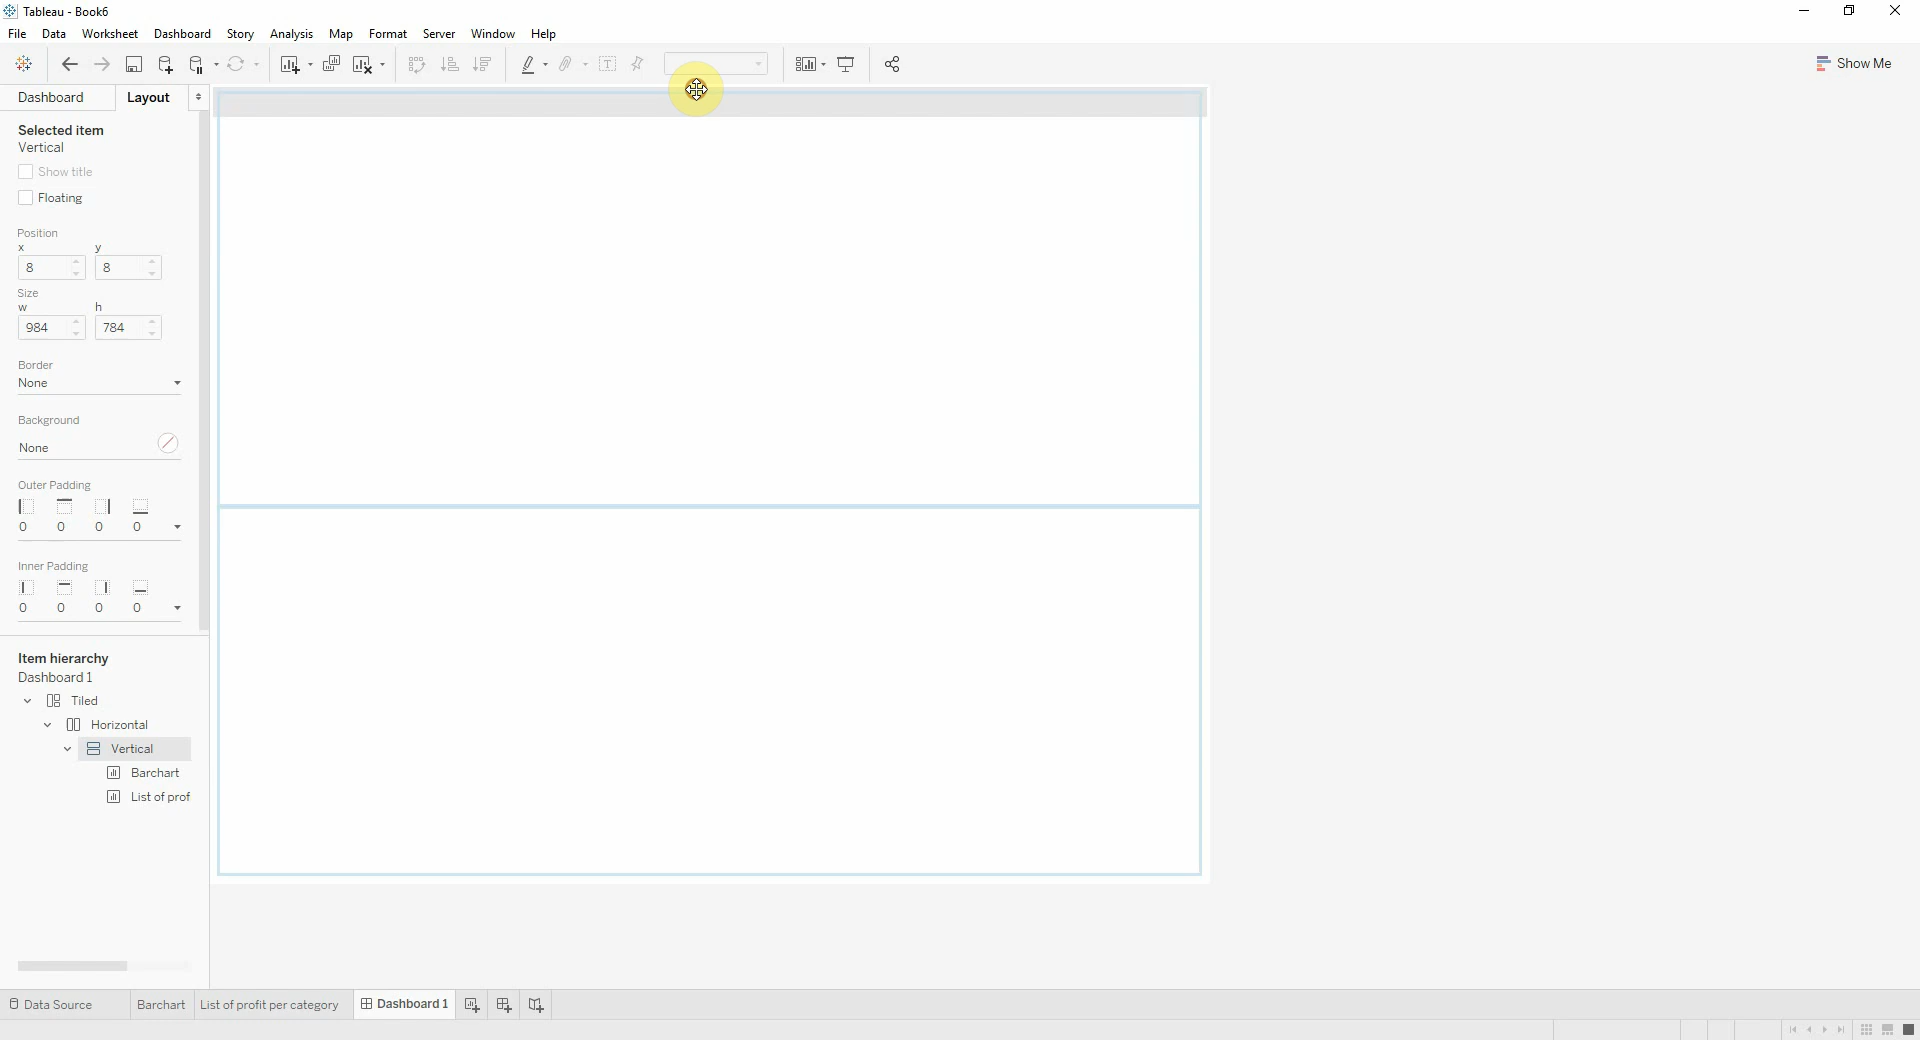 Tableau - Book6
File Data Worksheet Dashboard Story Analysis Map Format Server Window Help
Show Me
Dashboard Layout
Selected item
Vertical
Show title
Floating
Position
x y
8 8
Size
w h
984 784
Border
None
Background
None
Outer Padding
0 0 0 0
Inner Padding
0 0 0 0
Item hierarchy
Dashboard 1
Tiled
Horizontal
Vertical
Barchart
List of prof
Data Source Barchart List of profit per category Dashboard 1